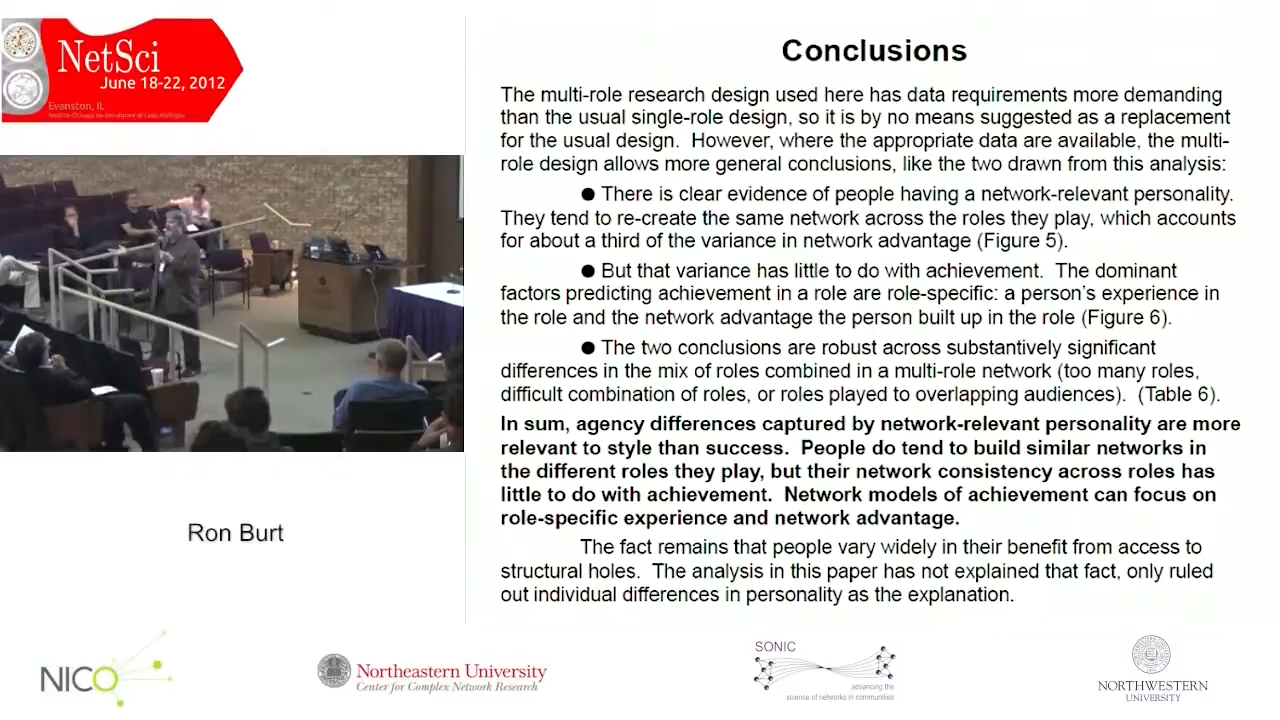 NetSci
June 18-22, 2012
Evanston, IL
Conclusions
The multi-role research design used here has data requirements more demanding
than the usual single-role design, so it is by no means suggested as a replacement
for the usual design. However, where the appropriate data are available, the multi-
role design allows more general conclusions, like the two drawn from this analysis:
● There is clear evidence of people having a network-relevant personality.
They tend to re-create the same network across the roles they play, which accounts
for about a third of the variance in network advantage (Figure 5).
● But that variance has little to do with achievement. The dominant
factors predicting achievement in a role are role-specific: a person's experience in
the role and the network advantage the person built up in the role (Figure 6).
● The two conclusions are robust across substantively significant
differences in the mix of roles combined in a multi-role network (too many roles,
difficult combination of roles, or roles played to overlapping audiences). (Table 6).
In sum, agency differences captured by network-relevant personality are more
relevant to style than success. People do tend to build similar networks in
the different roles they play, but their network consistency across roles has
little to do with achievement. Network models of achievement can focus on
role-specific experience and network advantage.
The fact remains that people vary widely in their benefit from access to
structural holes. The analysis in this paper has not explained that fact, only ruled
out individual differences in personality as the explanation.
Ron Burt
NICO
Northeastern University
Center for Complex Network Research
SONIC
advancing the
science of networks in communities
NORTHWESTERN
UNIVERSITY